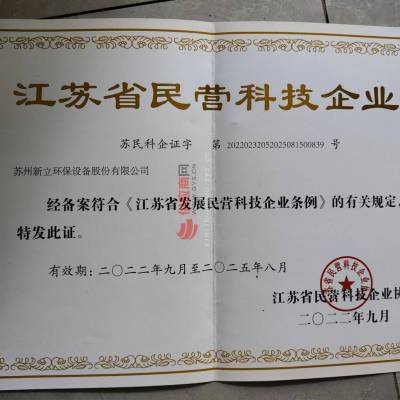 江苏省民营科技企业
苏民科企证字 第 20220232052025081500839 号
苏州新立环保设备股份有限公司
经备案符合《江苏省发展民营科技企业条例》的有关规定，
特发此证。
有效期：二〇二二年九月至二〇二五年八月
江苏省民营科技企业协
二〇二二年九月